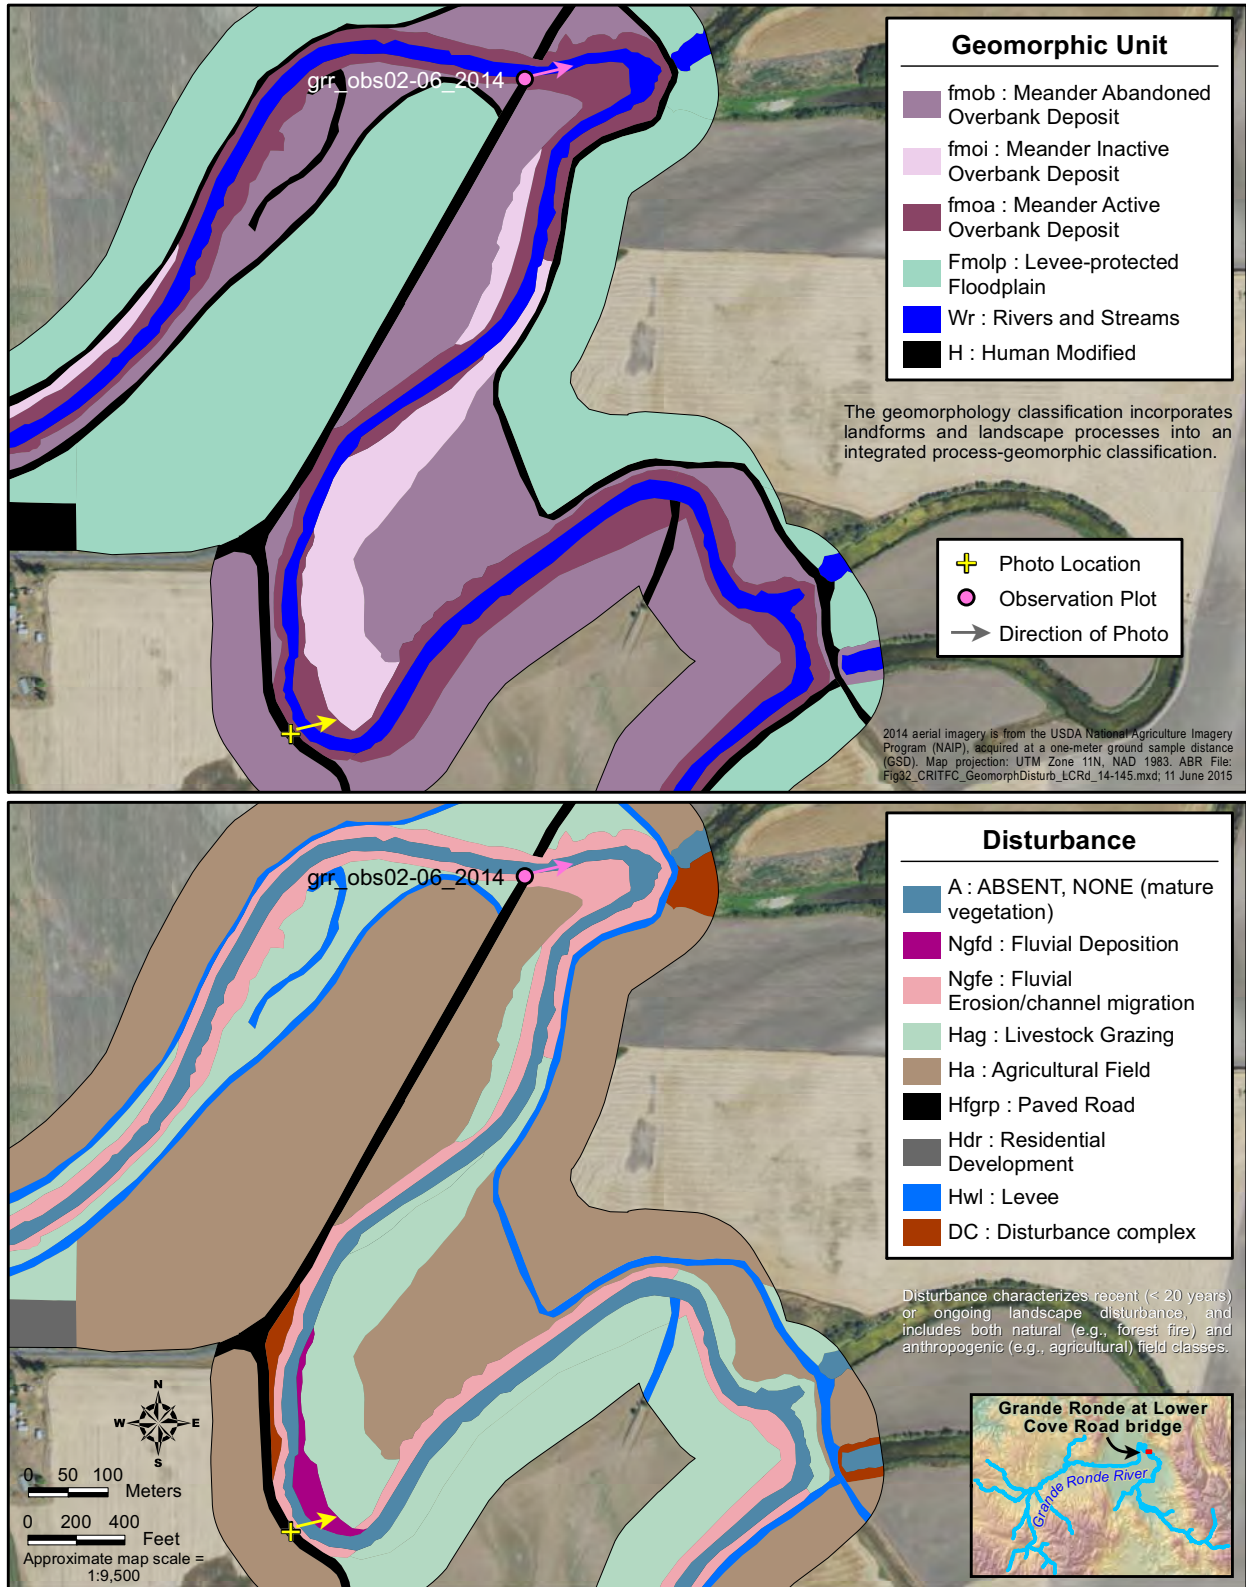 Geomorphic Unit
fmob : Meander Abandoned
Overbank Deposit
fmoi : Meander Inactive
Overbank Deposit
fmoa : Meander Active
Overbank Deposit
Fmolp : Levee-protected
Floodplain
Wr : Rivers and Streams
H : Human Modified
grr_obs02-06_2014
The geomorphology classification incorporates
landforms and landscape processes into an
integrated process-geomorphic classification.
Photo Location
Observation Plot
Direction of Photo
2014 aerial imagery is from the USDA National Agriculture Imagery
Program (NAIP), acquired at a one-meter ground sample distance
(GSD). Map projection: UTM Zone 11N, NAD 1983. ABR File:
Fig32_CRITFC_GeomorphDisturb_LCRd_14-145.mxd; 11 June 2015
Disturbance
A : ABSENT, NONE (mature
vegetation)
Ngfd : Fluvial Deposition
Ngfe : Fluvial
Erosion/channel migration
Hag : Livestock Grazing
Ha : Agricultural Field
Hfgrp : Paved Road
Hdr : Residential
Development
Hwl : Levee
DC : Disturbance complex
grr_obs02-06_2014
Disturbance characterizes recent (< 20 years)
or ongoing landscape disturbance, and
includes both natural (e.g., forest fire) and
anthropogenic (e.g., agricultural) field classes.
N
W E
S
0 50 100
Meters
0 200 400
Feet
Approximate map scale =
1:9,500
Grande Ronde at Lower
Cove Road bridge
Grande Ronde River